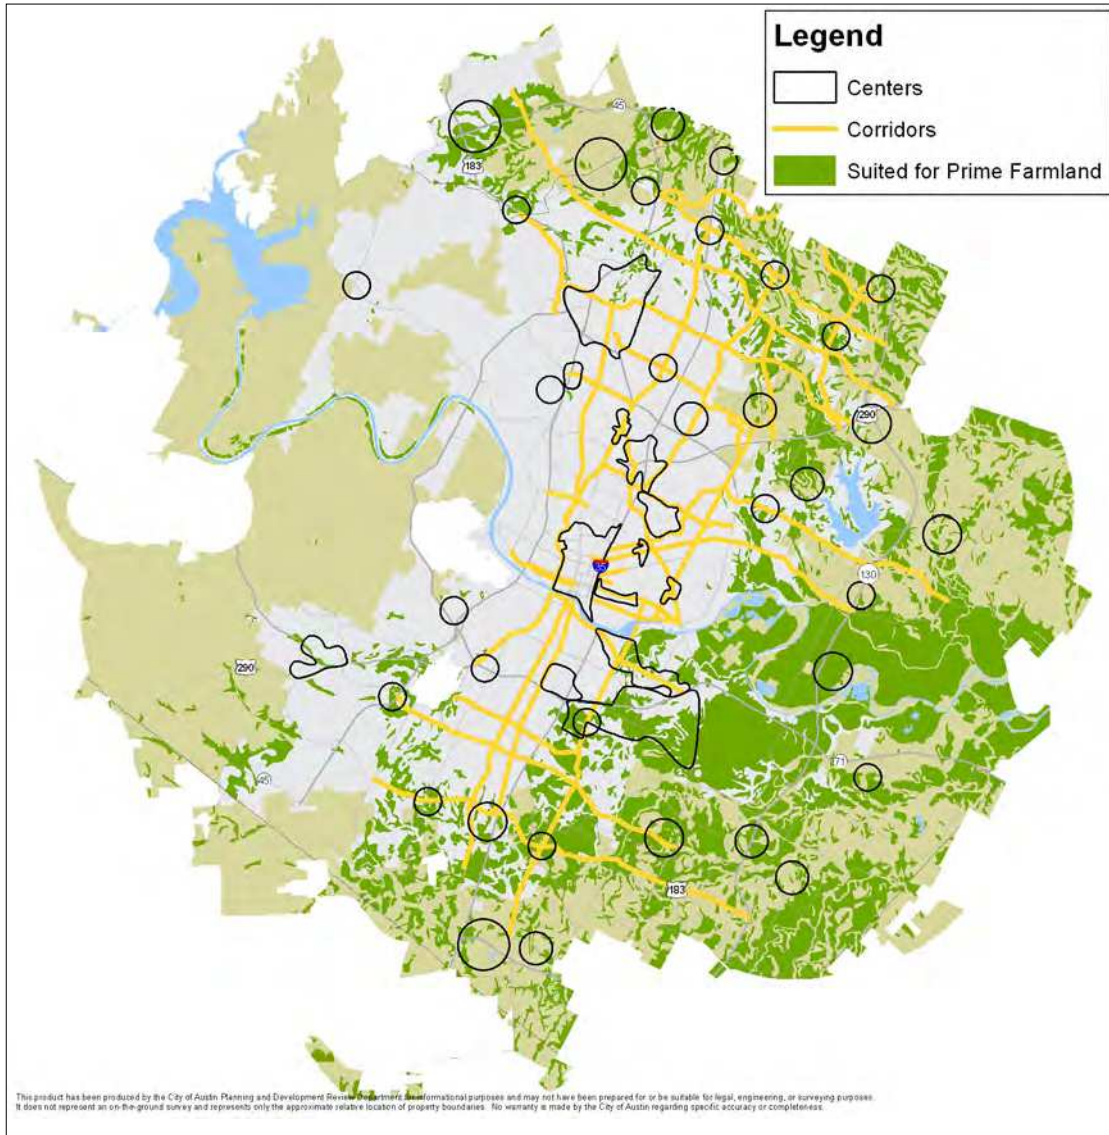 Legend
Centers
Corridors
Suited for Prime Farmland
45
183
290
35
130
290
71
45
183
This product has been produced by the City of Austin Planning and Development Review Department for informational purposes and may not have been prepared for or be suitable for legal, engineering, or surveying purposes.
It does not represent an on-the-ground survey and represents only the approximate relative location of property boundaries. No warranty is made by the City of Austin regarding specific accuracy or completeness.